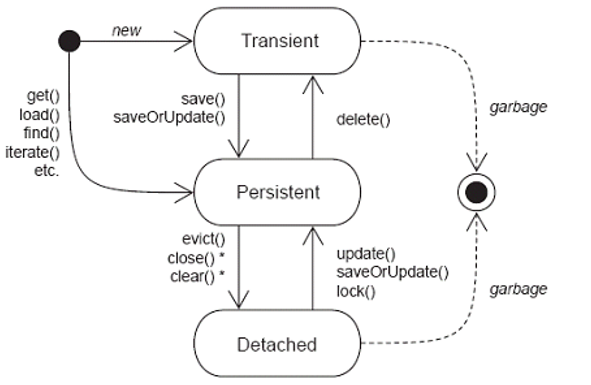 new
Transient
get()
load()
find()
iterate()
etc.
save()
saveOrUpdate()
delete()
garbage
Persistent
evict()
close() *
clear() *
update()
saveOrUpdate()
lock()
garbage
Detached